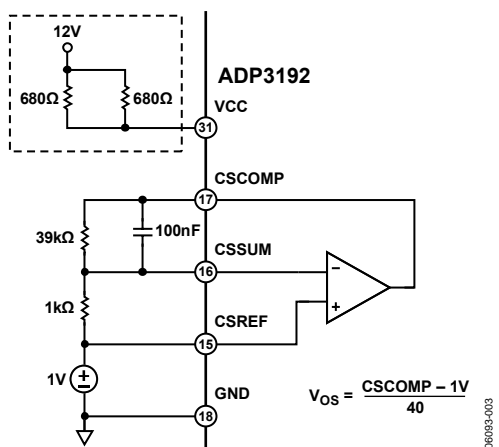 12V
ADP3192
680Ω 680Ω
VCC
31
CSCOMP
17
39kΩ
100nF
CSSUM
16
–
1kΩ
+
CSREF
15
1V
+
–
GND
18
V_OS = CSCOMP – 1V
40
06093-003